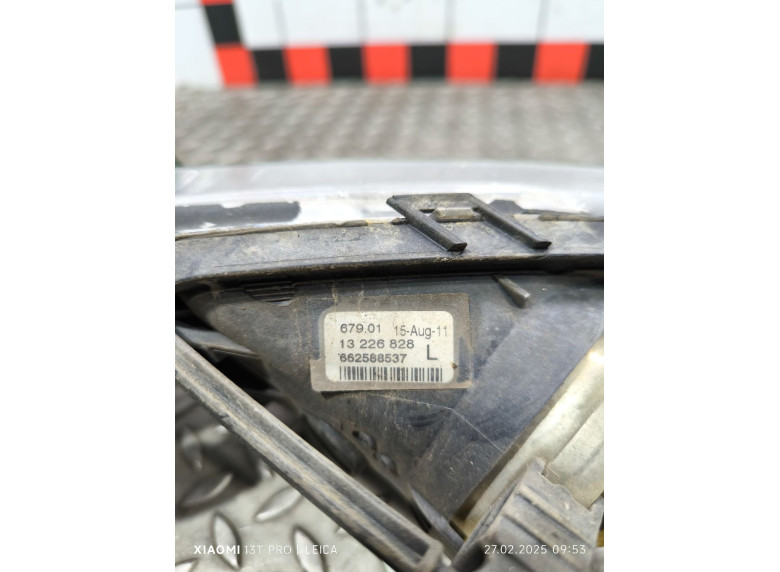 679.01 15-Aug-11
13 226 828 L
662588537
XIAOMI 13T PRO | LEICA
27.02.2025 09:53